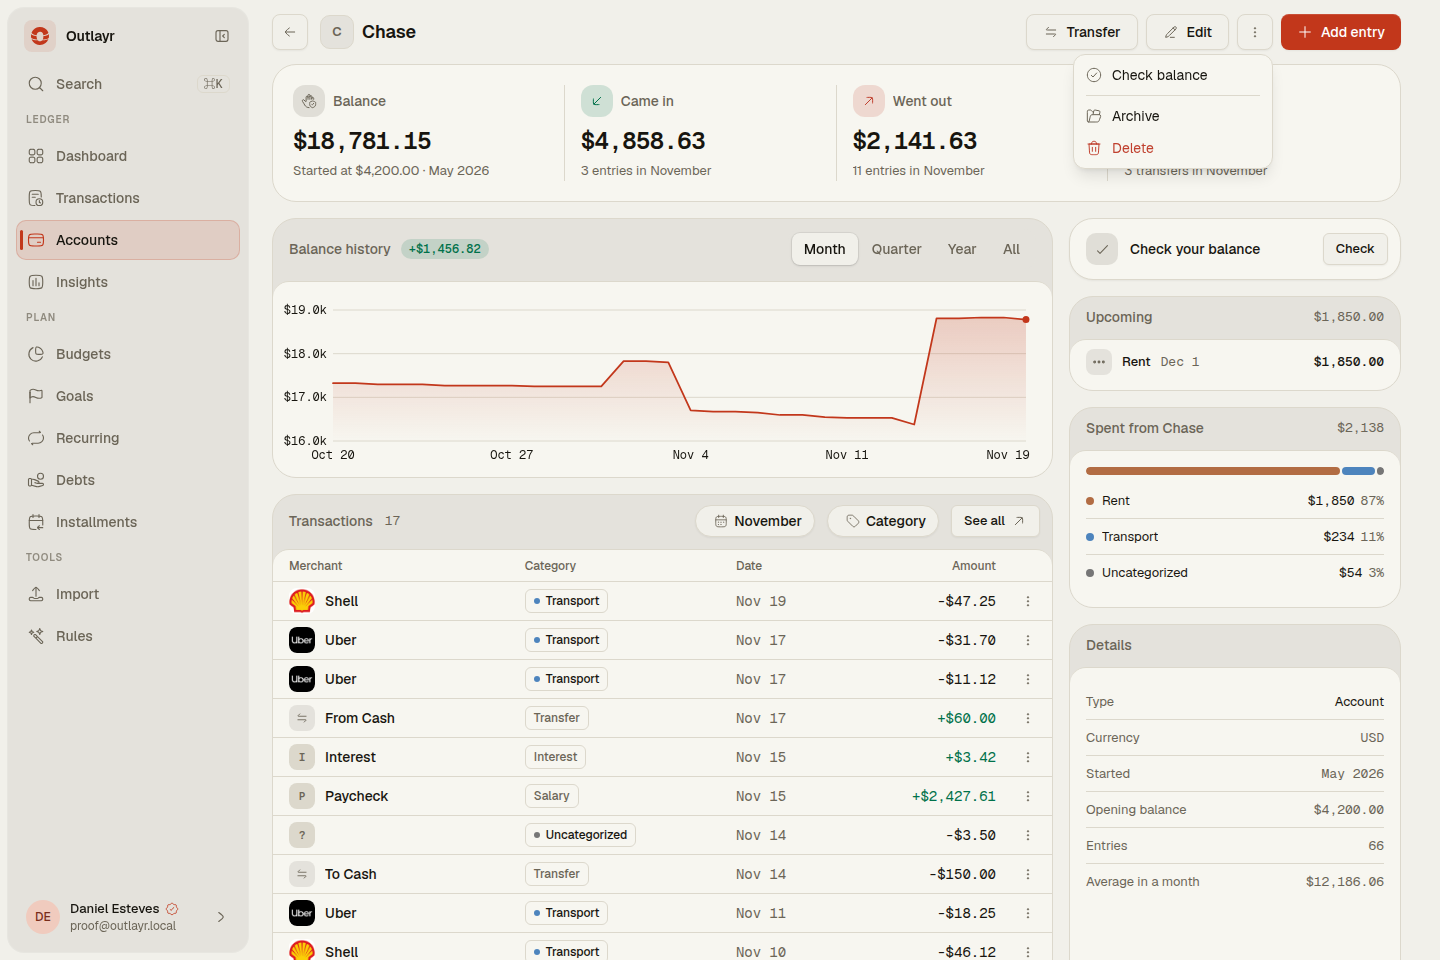 Outlayr
Search ⌘K
LEDGER
Dashboard
Transactions
Accounts
Insights
PLAN
Budgets
Goals
Recurring
Debts
Installments
TOOLS
Import
Rules
DE
Daniel Esteves
proof@outlayr.local
C Chase
Transfer
Edit
Add entry
Check balance
Archive
Delete
Balance
$18,781.15
Started at $4,200.00 · May 2026
Came in
$4,858.63
3 entries in November
Went out
$2,141.63
11 entries in November
3 transfers in November
Balance history +$1,456.82
Month Quarter Year All
$19.0k
$18.0k
$17.0k
$16.0k
Oct 20 Oct 27 Nov 4 Nov 11 Nov 19
Transactions 17
November
Category
See all
Merchant Category Date Amount
Shell Transport Nov 19 -$47.25
Uber Uber Transport Nov 17 -$31.70
Uber Uber Transport Nov 17 -$11.12
From Cash Transfer Nov 17 +$60.00
I Interest Interest Nov 15 +$3.42
P Paycheck Salary Nov 15 +$2,427.61
? Uncategorized Nov 14 -$3.50
To Cash Transfer Nov 14 -$150.00
Uber Uber Transport Nov 11 -$18.25
Shell Transport Nov 10 -$46.12
Check your balance Check
Upcoming $1,850.00
Rent Dec 1 $1,850.00
Spent from Chase $2,138
Rent $1,850 87%
Transport $234 11%
Uncategorized $54 3%
Details
Type Account
Currency USD
Started May 2026
Opening balance $4,200.00
Entries 66
Average in a month $12,186.06